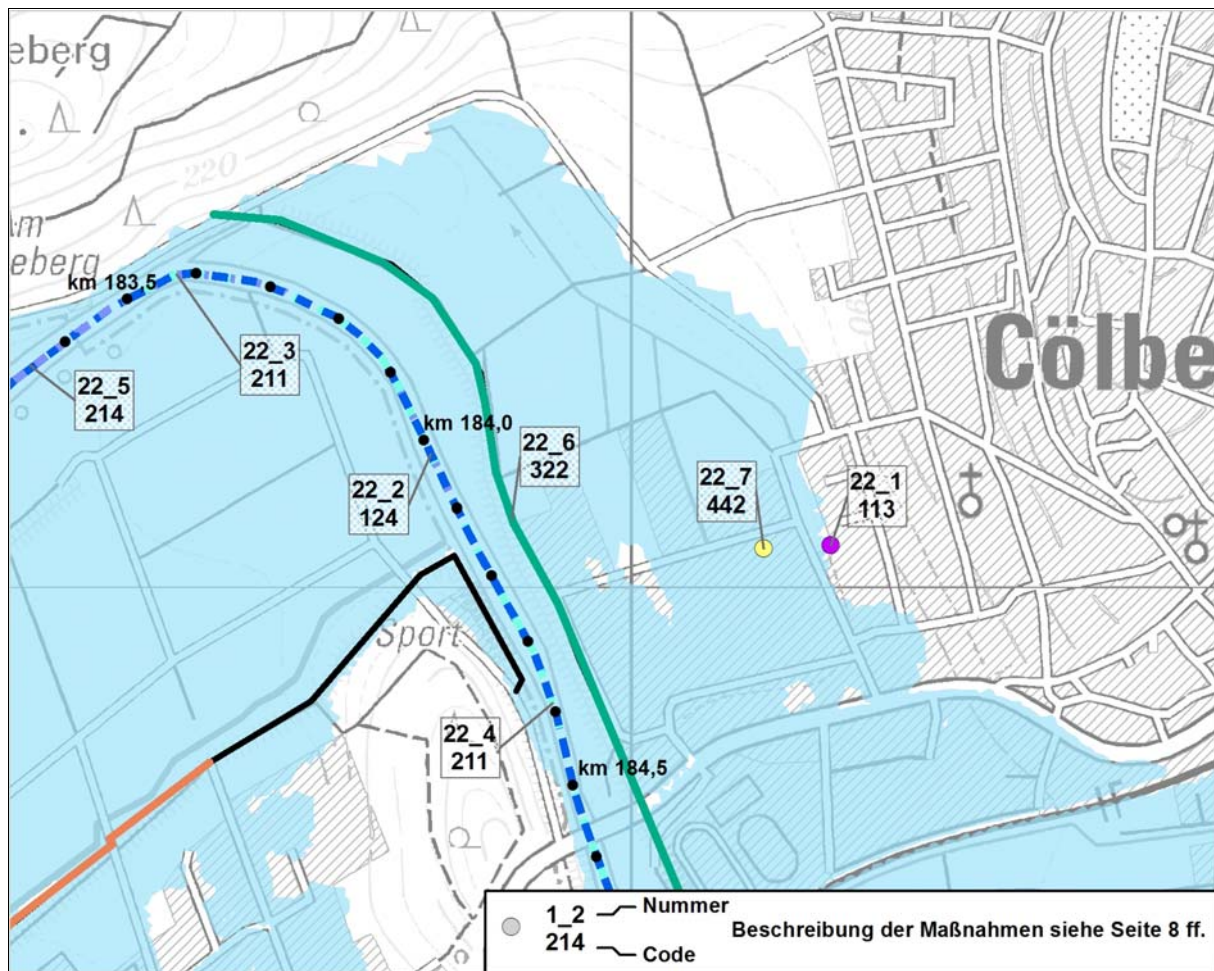 eberg
220
Am
eberg
km 183,5
22_3
211
22_5
214
km 184,0
22_6
322
22_2
124
22_7
442
22_1
113
Cölbe
Sport
22_4
211
km 184,5
1_2
Nummer
214
Code
Beschreibung der Maßnahmen siehe Seite 8 ff.